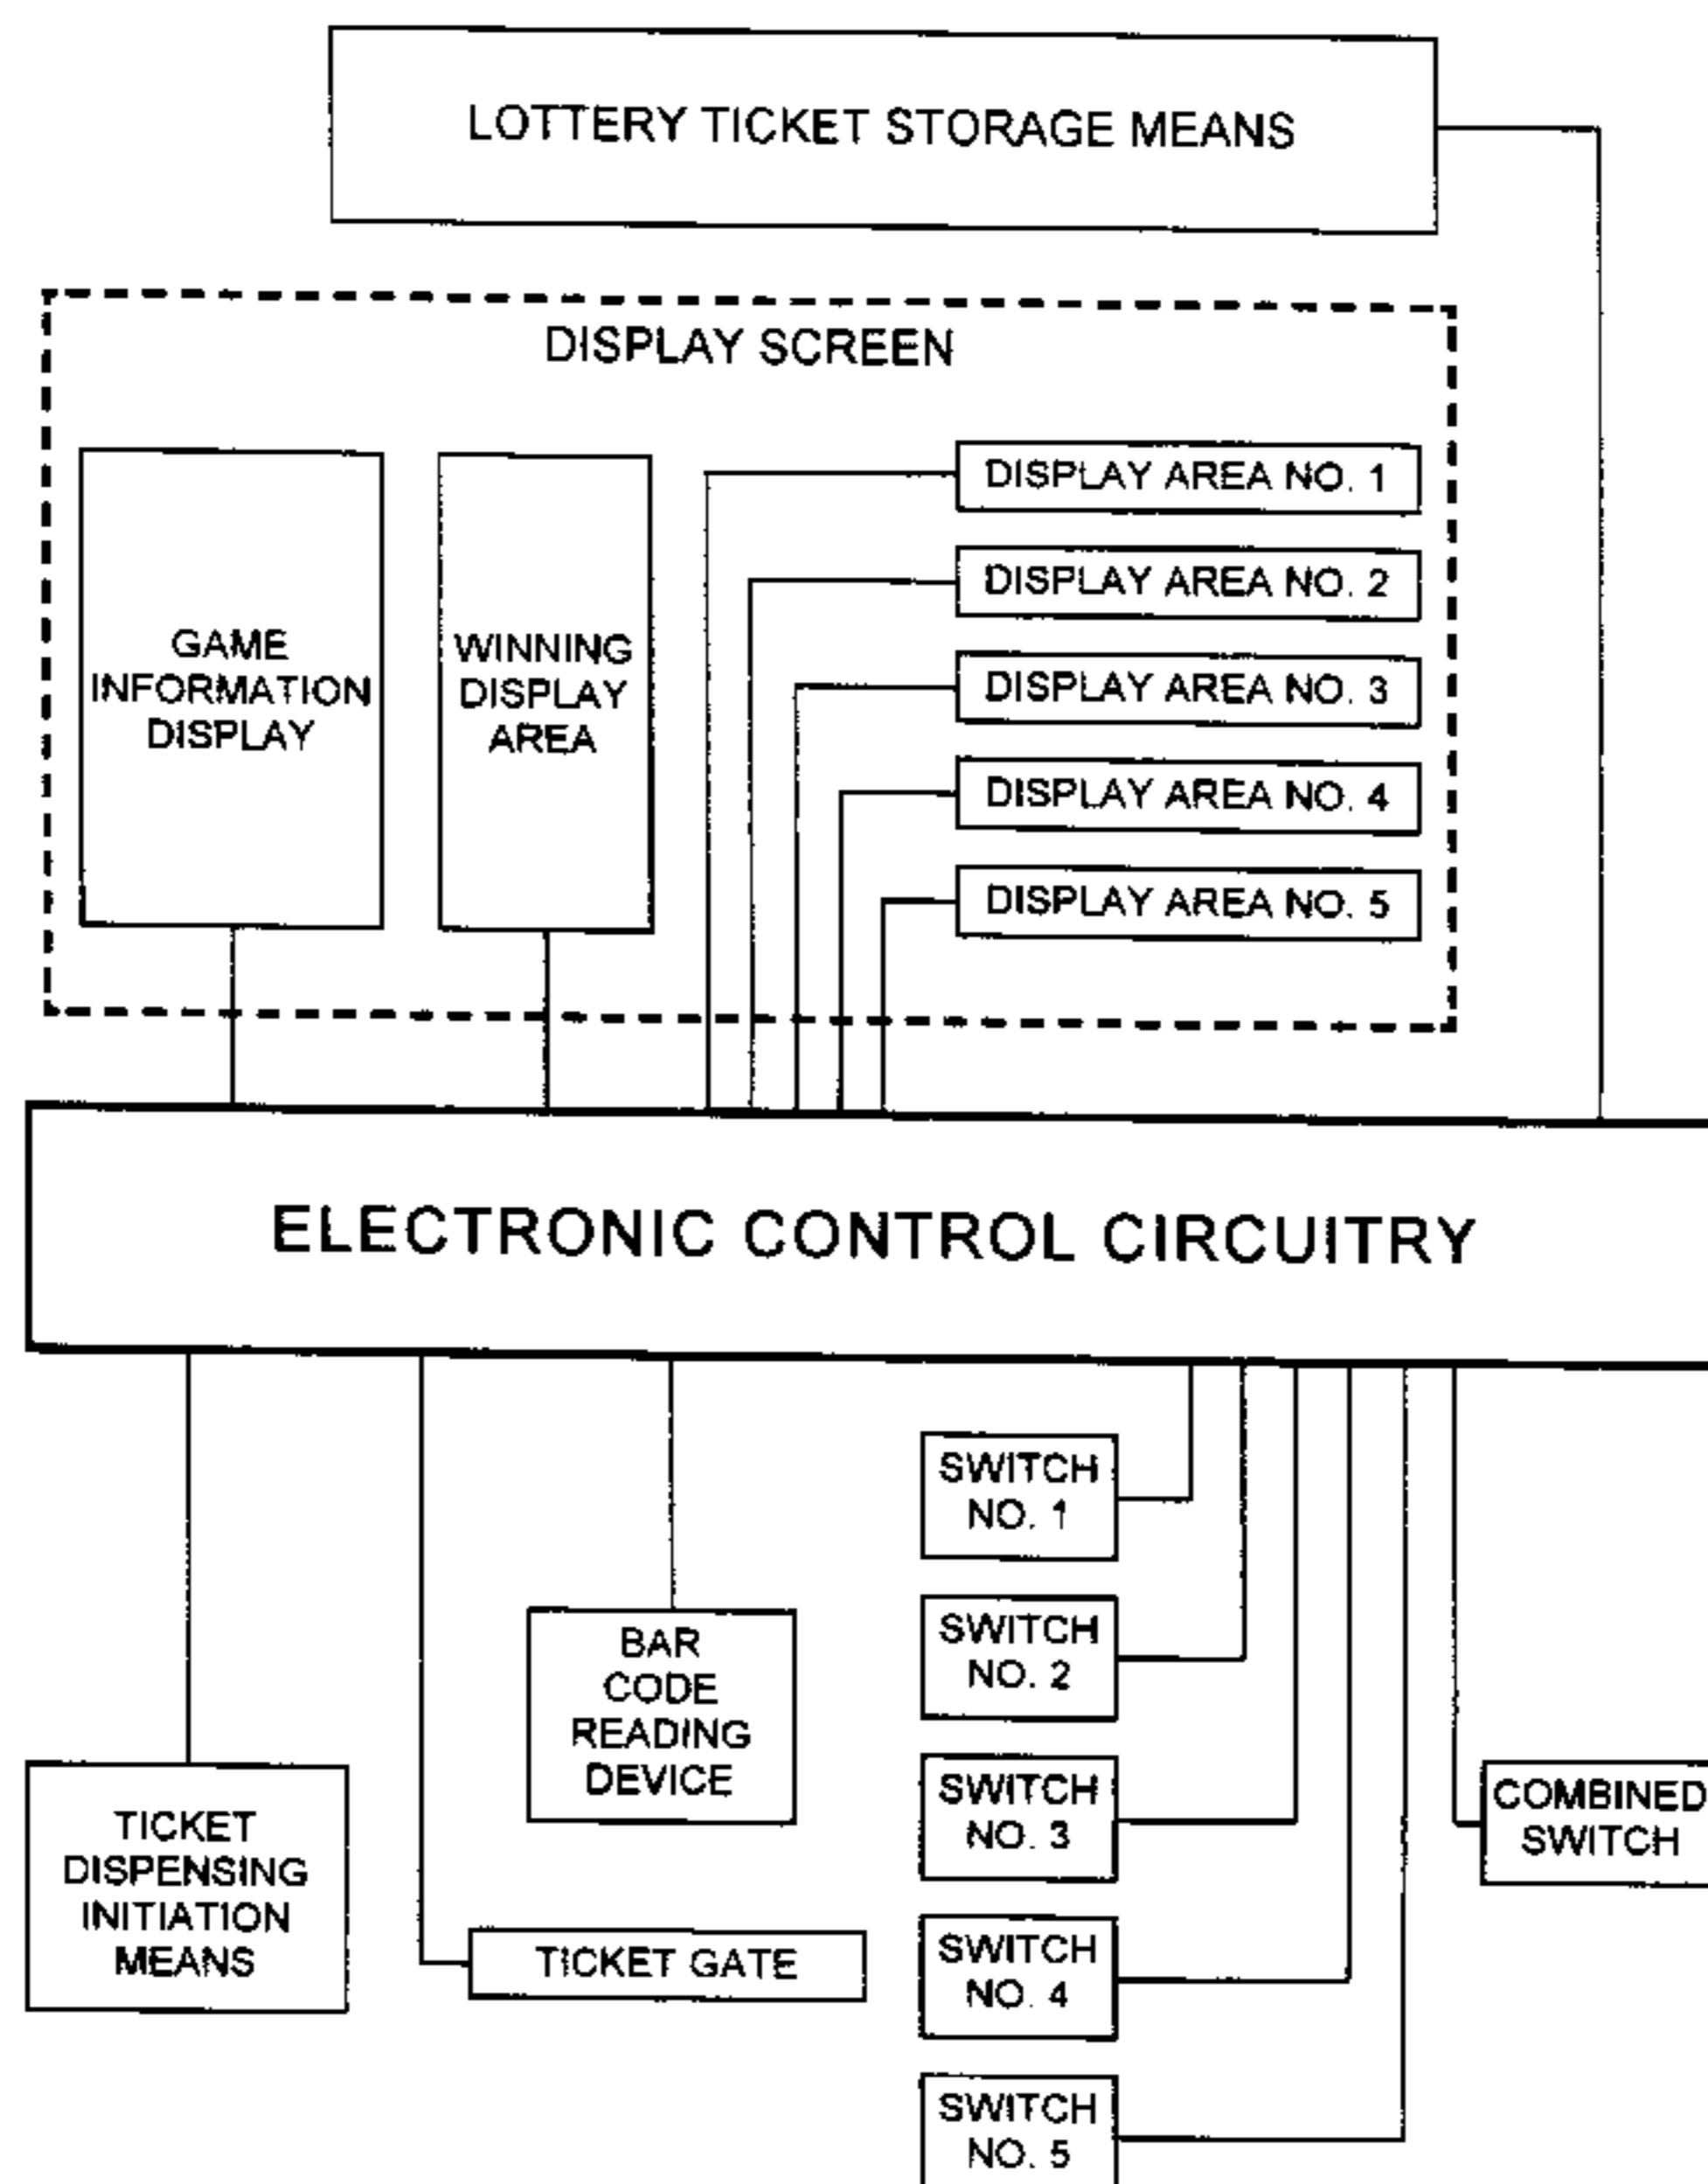 LOTTERY TICKET STORAGE MEANS
DISPLAY SCREEN
GAME
INFORMATION
DISPLAY
WINNING
DISPLAY
AREA
DISPLAY AREA NO. 1
DISPLAY AREA NO. 2
DISPLAY AREA NO. 3
DISPLAY AREA NO. 4
DISPLAY AREA NO. 5
ELECTRONIC CONTROL CIRCUITRY
TICKET
DISPENSING
INITIATION
MEANS
TICKET GATE
BAR
CODE
READING
DEVICE
SWITCH
NO. 1
SWITCH
NO. 2
SWITCH
NO. 3
SWITCH
NO. 4
SWITCH
NO. 5
COMBINED
SWITCH